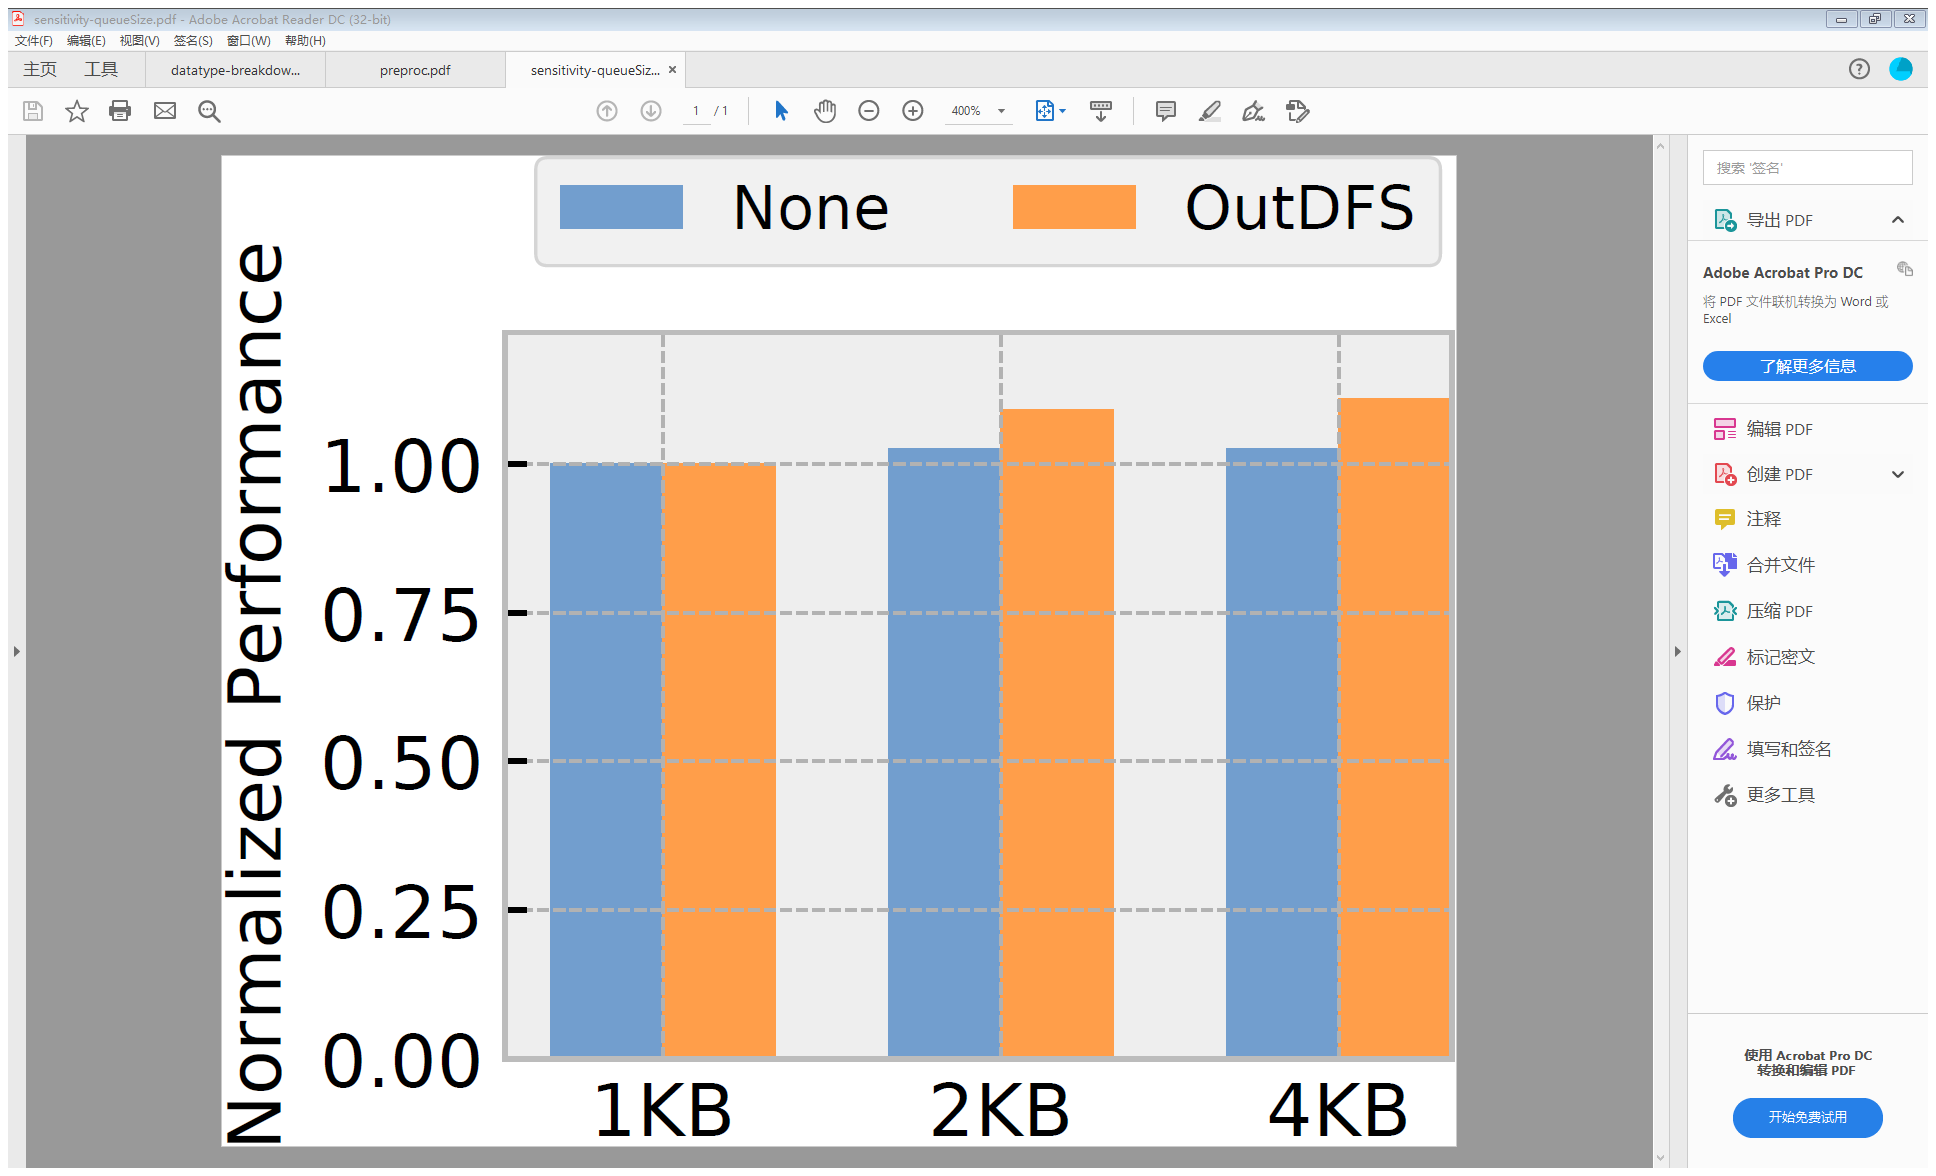 sensitivity-queueSize.pdf - Adobe Acrobat Reader DC (32-bit)
文件(F) 编辑(E) 视图(V) 签名(S) 窗口(W) 帮助(H)
主页 工具 datatype-breakdow... preproc.pdf sensitivity-queueSiz... ×
1 / 1 400%
None OutDFS
Normalized Performance
1.00
0.75
0.50
0.25
0.00
1KB 2KB 4KB
搜索 '签名'
导出 PDF
Adobe Acrobat Pro DC
将 PDF 文件联机转换为 Word 或
Excel
了解更多信息
编辑 PDF
创建 PDF
注释
合并文件
压缩 PDF
标记密文
保护
填写和签名
更多工具
使用 Acrobat Pro DC
转换和编辑 PDF
开始免费试用